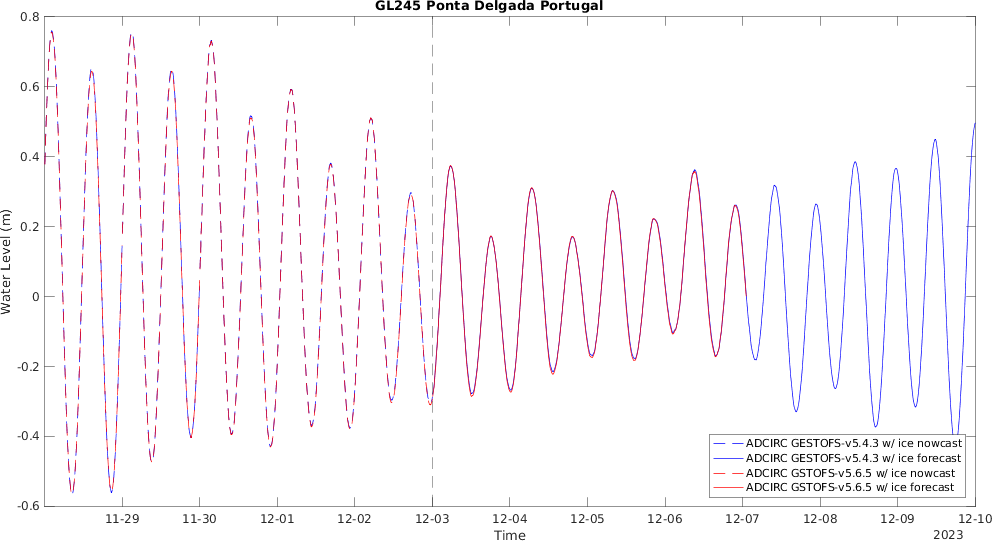 GL245 Ponta Delgada Portugal
0.8
0.6
0.4
0.2
0
-0.2
-0.4
-0.6
Water Level (m)
11-29 11-30 12-01 12-02 12-03 12-04 12-05 12-06 12-07 12-08 12-09 12-10
Time
2023
ADCIRC GESTOFS-v5.4.3 w/ ice nowcast
ADCIRC GESTOFS-v5.4.3 w/ ice forecast
ADCIRC GSTOFS-v5.6.5 w/ ice nowcast
ADCIRC GSTOFS-v5.6.5 w/ ice forecast